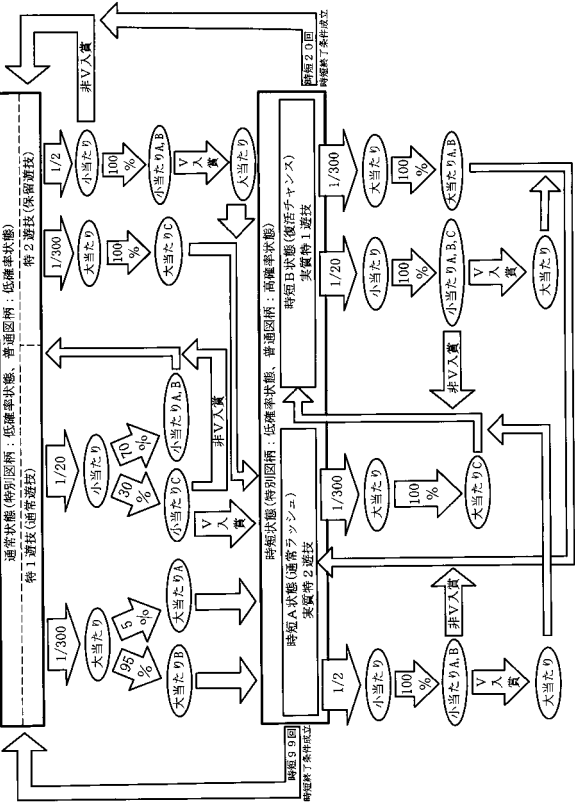 通常状態(特別図柄：低確率状態、普通図柄：低確率状態)
特１遊技(通常遊技)
特２遊技(保留遊技)
1/300
大当たり
95%
5%
大当たりB
大当たりA
1/20
小当たり
30%
70%
小当たりC
小当たりA,B
V入賞
非V入賞
1/300
大当たり
100%
大当たりC
1/2
小当たり
100%
小当たりA,B
V入賞
大当たり
非V入賞
時短状態(特別図柄：低確率状態、普通図柄：高確率状態)
時短A状態(通常ラッシュ)
実質特２遊技
時短B状態(復活チャンス)
実質特１遊技
時短９９回
時短終了条件成立
時短２０回
時短終了条件成立
1/2
小当たり
100%
小当たりA,B
V入賞
大当たり
非V入賞
1/300
大当たり
100%
大当たりC
非V入賞
1/20
小当たり
100%
小当たりA,B,C
V入賞
大当たり
1/300
大当たり
100%
大当たりA,B